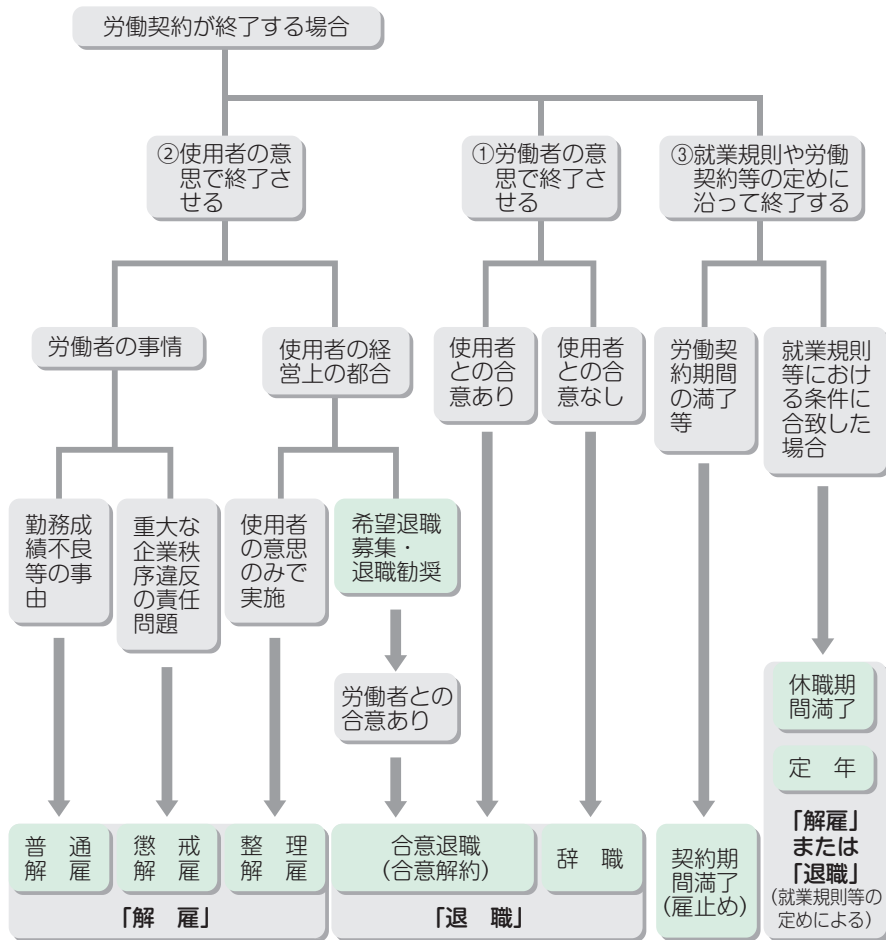 労働契約が終了する場合
②使用者の意
思で終了さ
せる
①労働者の意
思で終了さ
せる
③就業規則や労働
契約等の定めに
沿って終了する
労働者の事情
使用者の経
営上の都合
使用者
との合
意あり
使用者
との合
意なし
労働契
約期間
の満了
等
就業規則
等におけ
る条件に
合致した
場合
勤務成
績不良
等の事
由
重大な
企業秩
序違反
の責任
問題
使用者
の意思
のみで
実施
希望退職
募集・
退職勧奨
労働者との
合意あり
普 通
解 雇
懲 戒
解 雇
整 理
解 雇
「解 雇」
合意退職
(合意解約)
辞 職
「退 職」
契約期
間満了
(雇止め)
休職期
間満了
定 年
「解雇」
または
「退職」
(就業規則等の
定めによる)